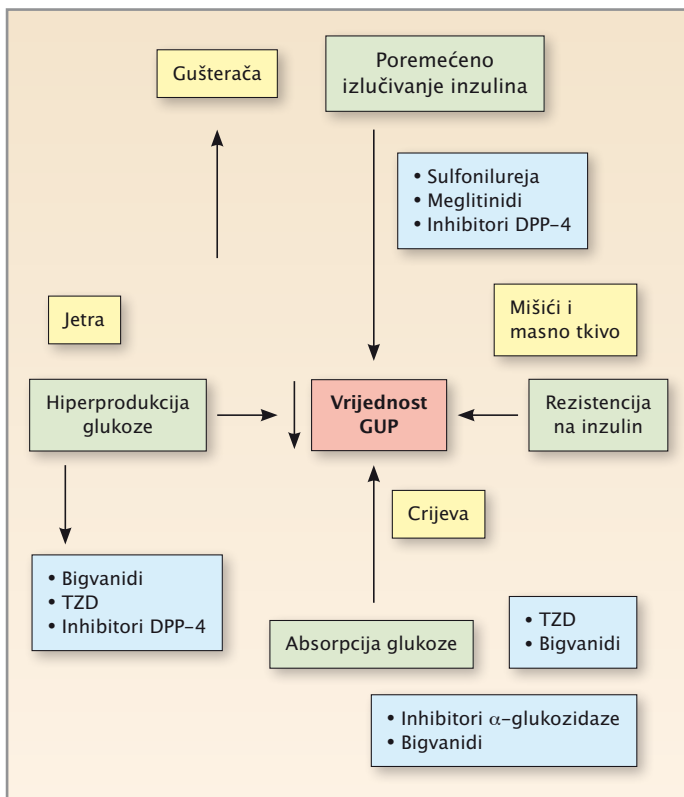 Gušterača
Poremećeno
izlučivanje inzulina
• Sulfonilureja
• Meglitinidi
• Inhibitori DPP–4
Jetra
Mišići i
masno tkivo
Hiperprodukcija
glukoze
Vrijednost
GUP
Rezistencija
na inzulin
Crijeva
• Bigvanidi
• TZD
• Inhibitori DPP–4
Absorpcija glukoze
• TZD
• Bigvanidi
• Inhibitori α–glukozidaze
• Bigvanidi